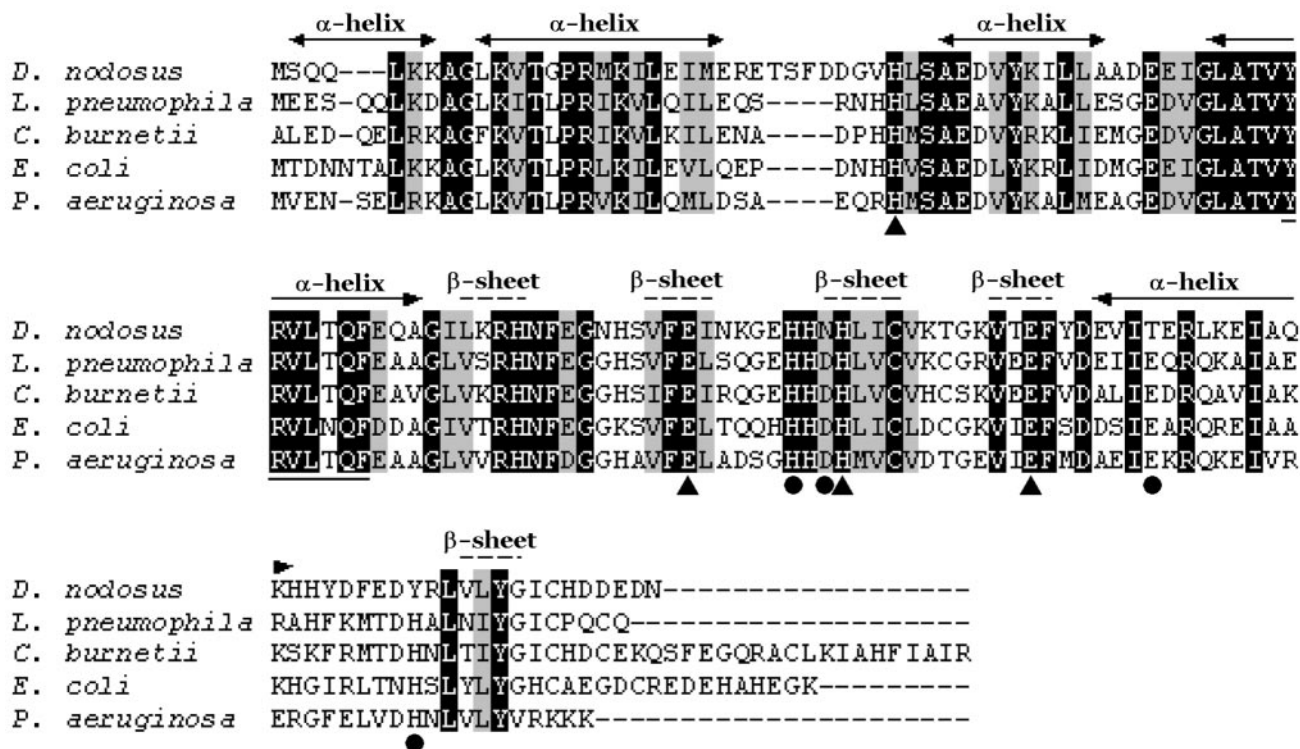 α-helix α-helix α-helix
D. nodosus MSQQ---LKKAGLKVTGPRMKILEIMERETSFDDGVHLSAEDVYKILLAADEEIGLATVY
L. pneumophila MEES-QQLKDAGLKITLPRIKVLQILEQS----RNHHLSAEAVYKALLESGEDVGLATVY
C. burnetii ALED-QELRKAGFKVTLPRIKVLKILENA----DPHHMSAEDVYRKLIEMGEDVGLATVY
E. coli MTDNNTALKKAGLKVTLPRLKILEVLQEP----DNHHVSAEDLYKRLIDMGEEIGLATVY
P. aeruginosa MVEN-SELRKAGLKVTLPRVKILQMLDSA----EQRHMSAEDVYKALMEAGEDVGLATVY
α-helix β-sheet β-sheet β-sheet β-sheet α-helix
D. nodosus RVLTQFEQAGILKRHNFEGNHSVFEINKGEHHNHLICVKTGKVTEFYDEVITERLKEIAQ
L. pneumophila RVLTQFEAAGLVSRHNFEGGHSVFELSQGEHHDHLVCVKCGRVEEFVDEIIEQRQKAIAE
C. burnetii RVLTQFEAVGLVKRHNFEGGHSIFEIRQGEHHDHLVCVHCSKVEEFVDALIEDRQAVIAK
E. coli RVLNQFDDAGIVTRHNFEGGKSVFELTQQHHHDHLICLDCGKVIEFSDDSIEARQREIAA
P. aeruginosa RVLTQFEAAGLVVRHNFDGGHAVFELADSGHHDHMVCVDTGEVIEFMDAEIEKRQKEIVR
β-sheet
D. nodosus KHHYDFEDYRLVLYGICHDDEDN-------------------
L. pneumophila RAHFKMTDHALNIYGICPQCQ---------------------
C. burnetii KSKFRMTDHNLTIYGICHDCEKQSFEGQRACLKIAHFIAIR
E. coli KHGIRLTNHSLYLYGHCAEGDCREDEHAHEGK---------
P. aeruginosa ERGFELVDHNLVLYVRKKK----------------------